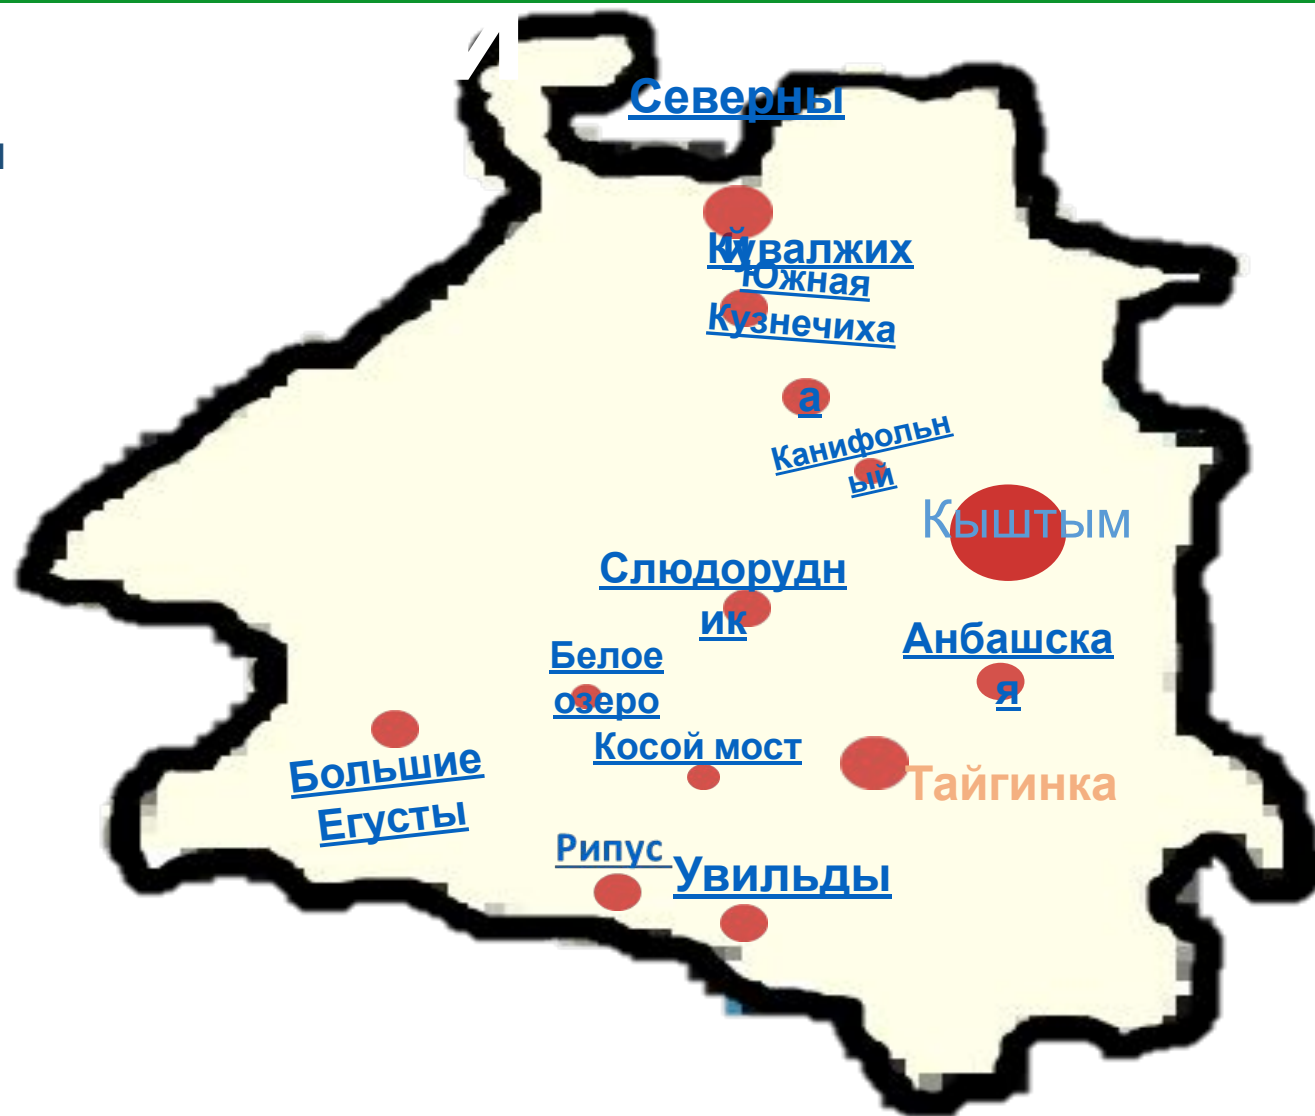 и
Северны
й
Кувалжих
Южная
Кузнечиха
а
Канифольн
ый
Кыштым
Слюдорудн
ик
Анбашска
я
Белое
озеро
Косой мост
Большие
Егусты
Тайгинка
Рипус
Увильды